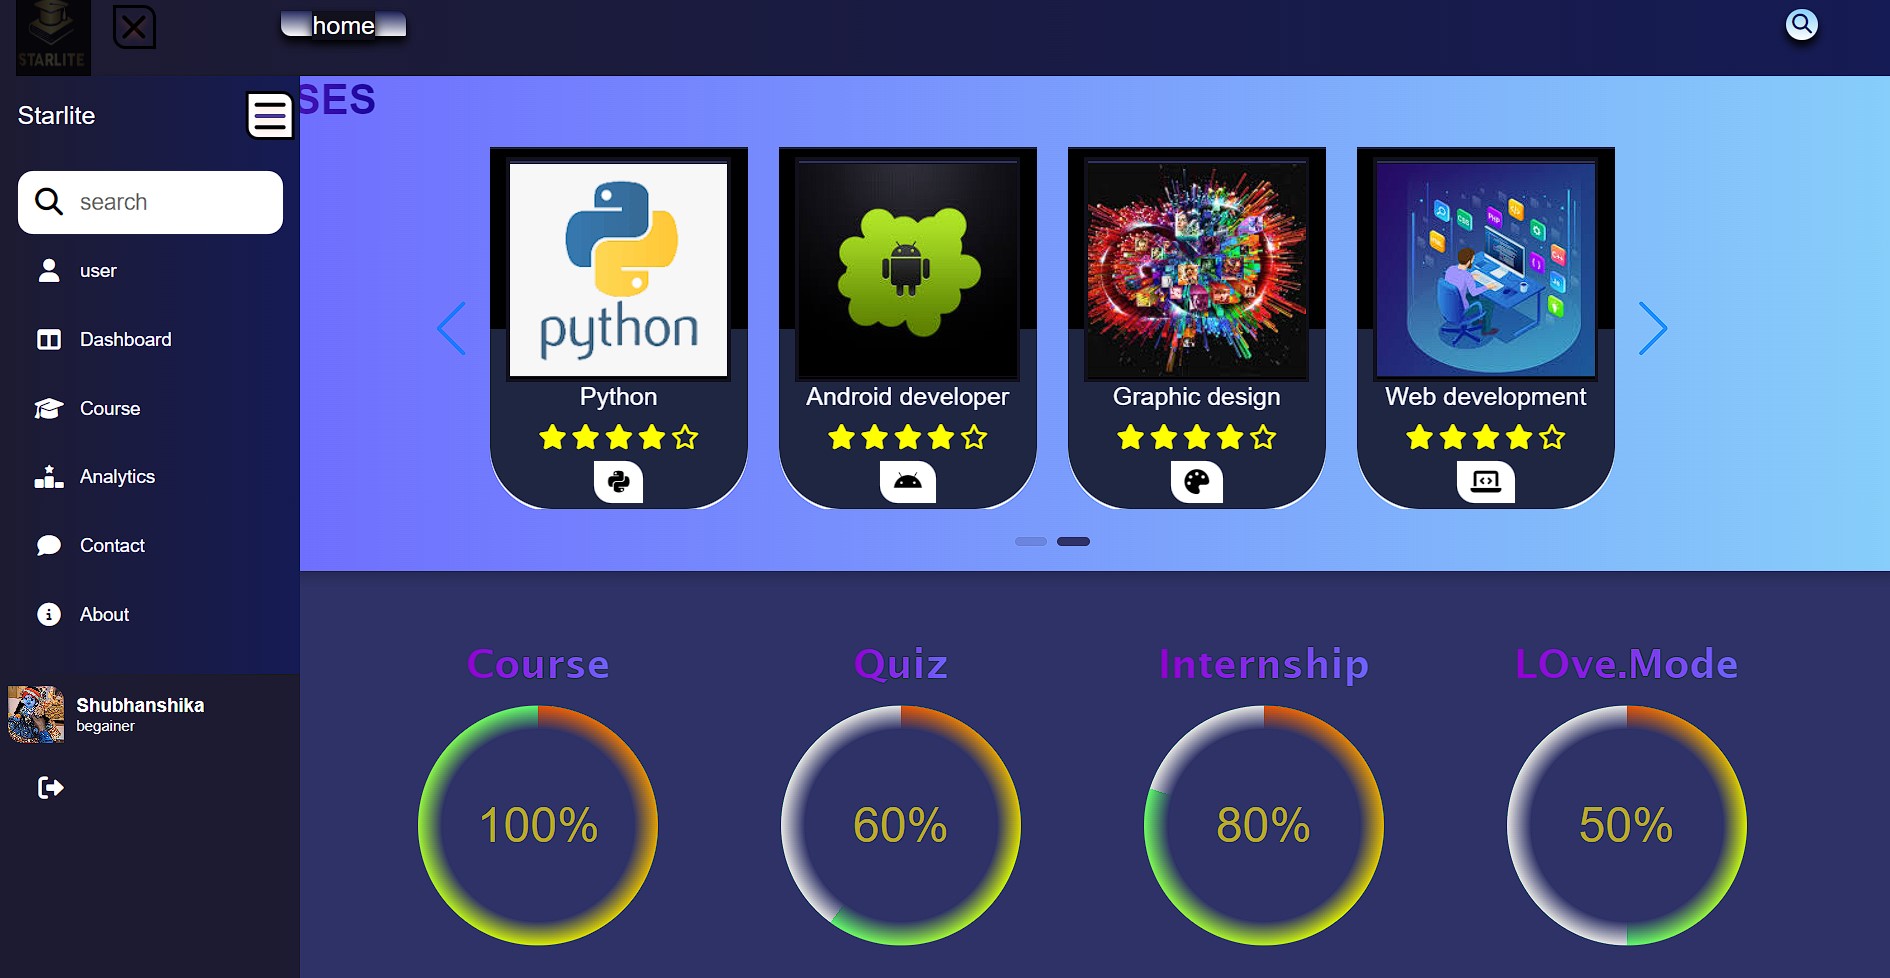 STARLITE
home
Starlite
SES
search
user
Dashboard
Course
Analytics
Contact
About
Shubhanshika
begainer
python
Python
Android developer
Graphic design
Web development
PHP
Course
Quiz
Internship
LOve.Mode
100%
60%
80%
50%